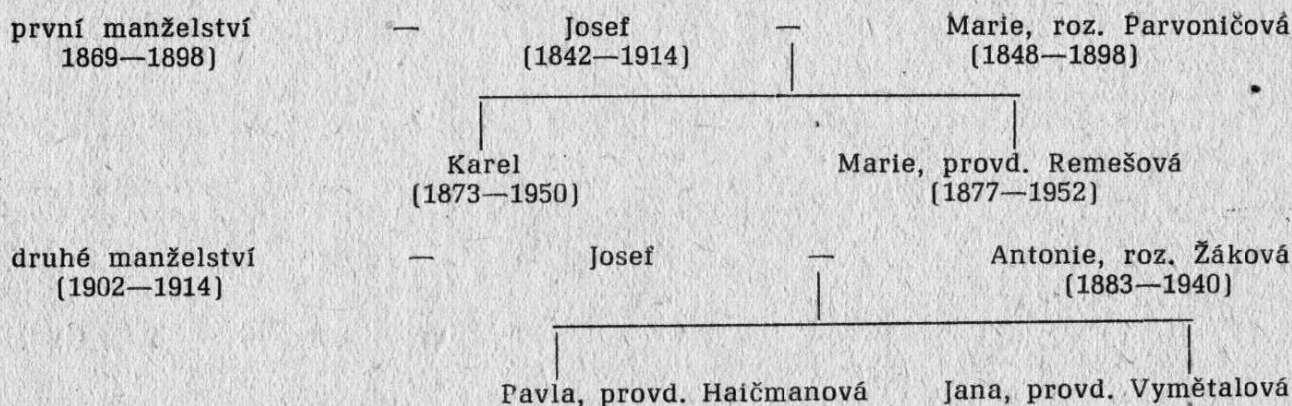 první manželství — Josef — Marie, roz. Parvoničová
1869—1898) (1842—1914) (1848—1898)
Karel Marie, provd. Remešová
(1873—1950) (1877—1952)
druhé manželství — Josef — Antonie, roz. Žáková
(1902—1914) (1883—1940)
Pavla, provd. Haičmanová Jana, provd. Vymětalová